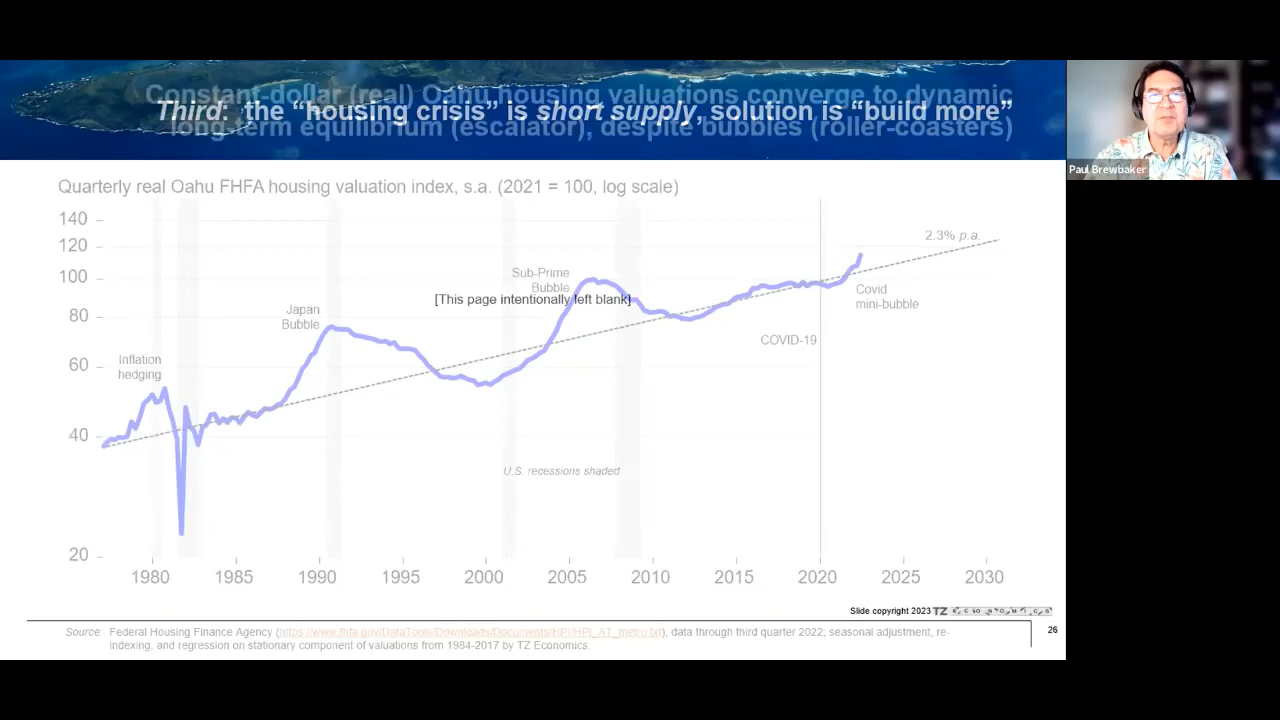 Constant-dollar (real) Oahu housing valuations converge to dynamic
Third: the “housing crisis” is short supply, solution is “build more”
long-term equilibrium (escalator), despite bubbles (roller-coasters)
Paul Brewbaker
Quarterly real Oahu FHFA housing valuation index, s.a. (2021 = 100, log scale)
140
120
100
80
60
40
20
2.3% p.a.
Sub-Prime
Bubble
[This page intentionally left blank]
Covid
mini-bubble
Japan
Bubble
COVID-19
Inflation
hedging
U.S. recessions shaded
1980 1985 1990 1995 2000 2005 2010 2015 2020 2025 2030
Slide copyright 2023 TZ ECONOMICS
Source: Federal Housing Finance Agency (https://www.fhfa.gov/DataTools/Downloads/Documents/HPI/HPI_AT_metro.txt), data through third quarter 2022; seasonal adjustment, re-
indexing, and regression on stationary component of valuations from 1984-2017 by TZ Economics.
26